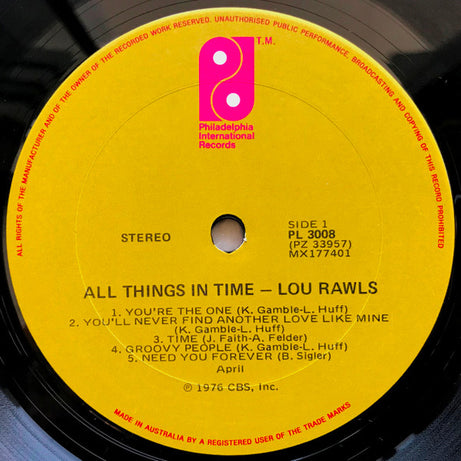 ALL RIGHTS OF THE MANUFACTURER AND OF THE OWNER OF THE RECORDED WORK RESERVED. UNAUTHORISED PUBLIC PERFORMANCE, BROADCASTING AND COPYING OF THIS RECORD PROHIBITED
T.M.
Philadelphia
International
Records
SIDE 1
STEREO
PL 3008
(PZ 33957)
MX177401
ALL THINGS IN TIME – LOU RAWLS
1. YOU'RE THE ONE (K. Gamble-L. Huff)
2. YOU'LL NEVER FIND ANOTHER LOVE LIKE MINE
(K. Gamble-L. Huff)
3. TIME (J. Faith-A. Felder)
4. GROOVY PEOPLE (K. Gamble-L. Huff)
5. NEED YOU FOREVER (B. Sigler)
April
℗ 1976 CBS, Inc.
MADE IN AUSTRALIA BY A REGISTERED USER OF THE TRADE MARKS